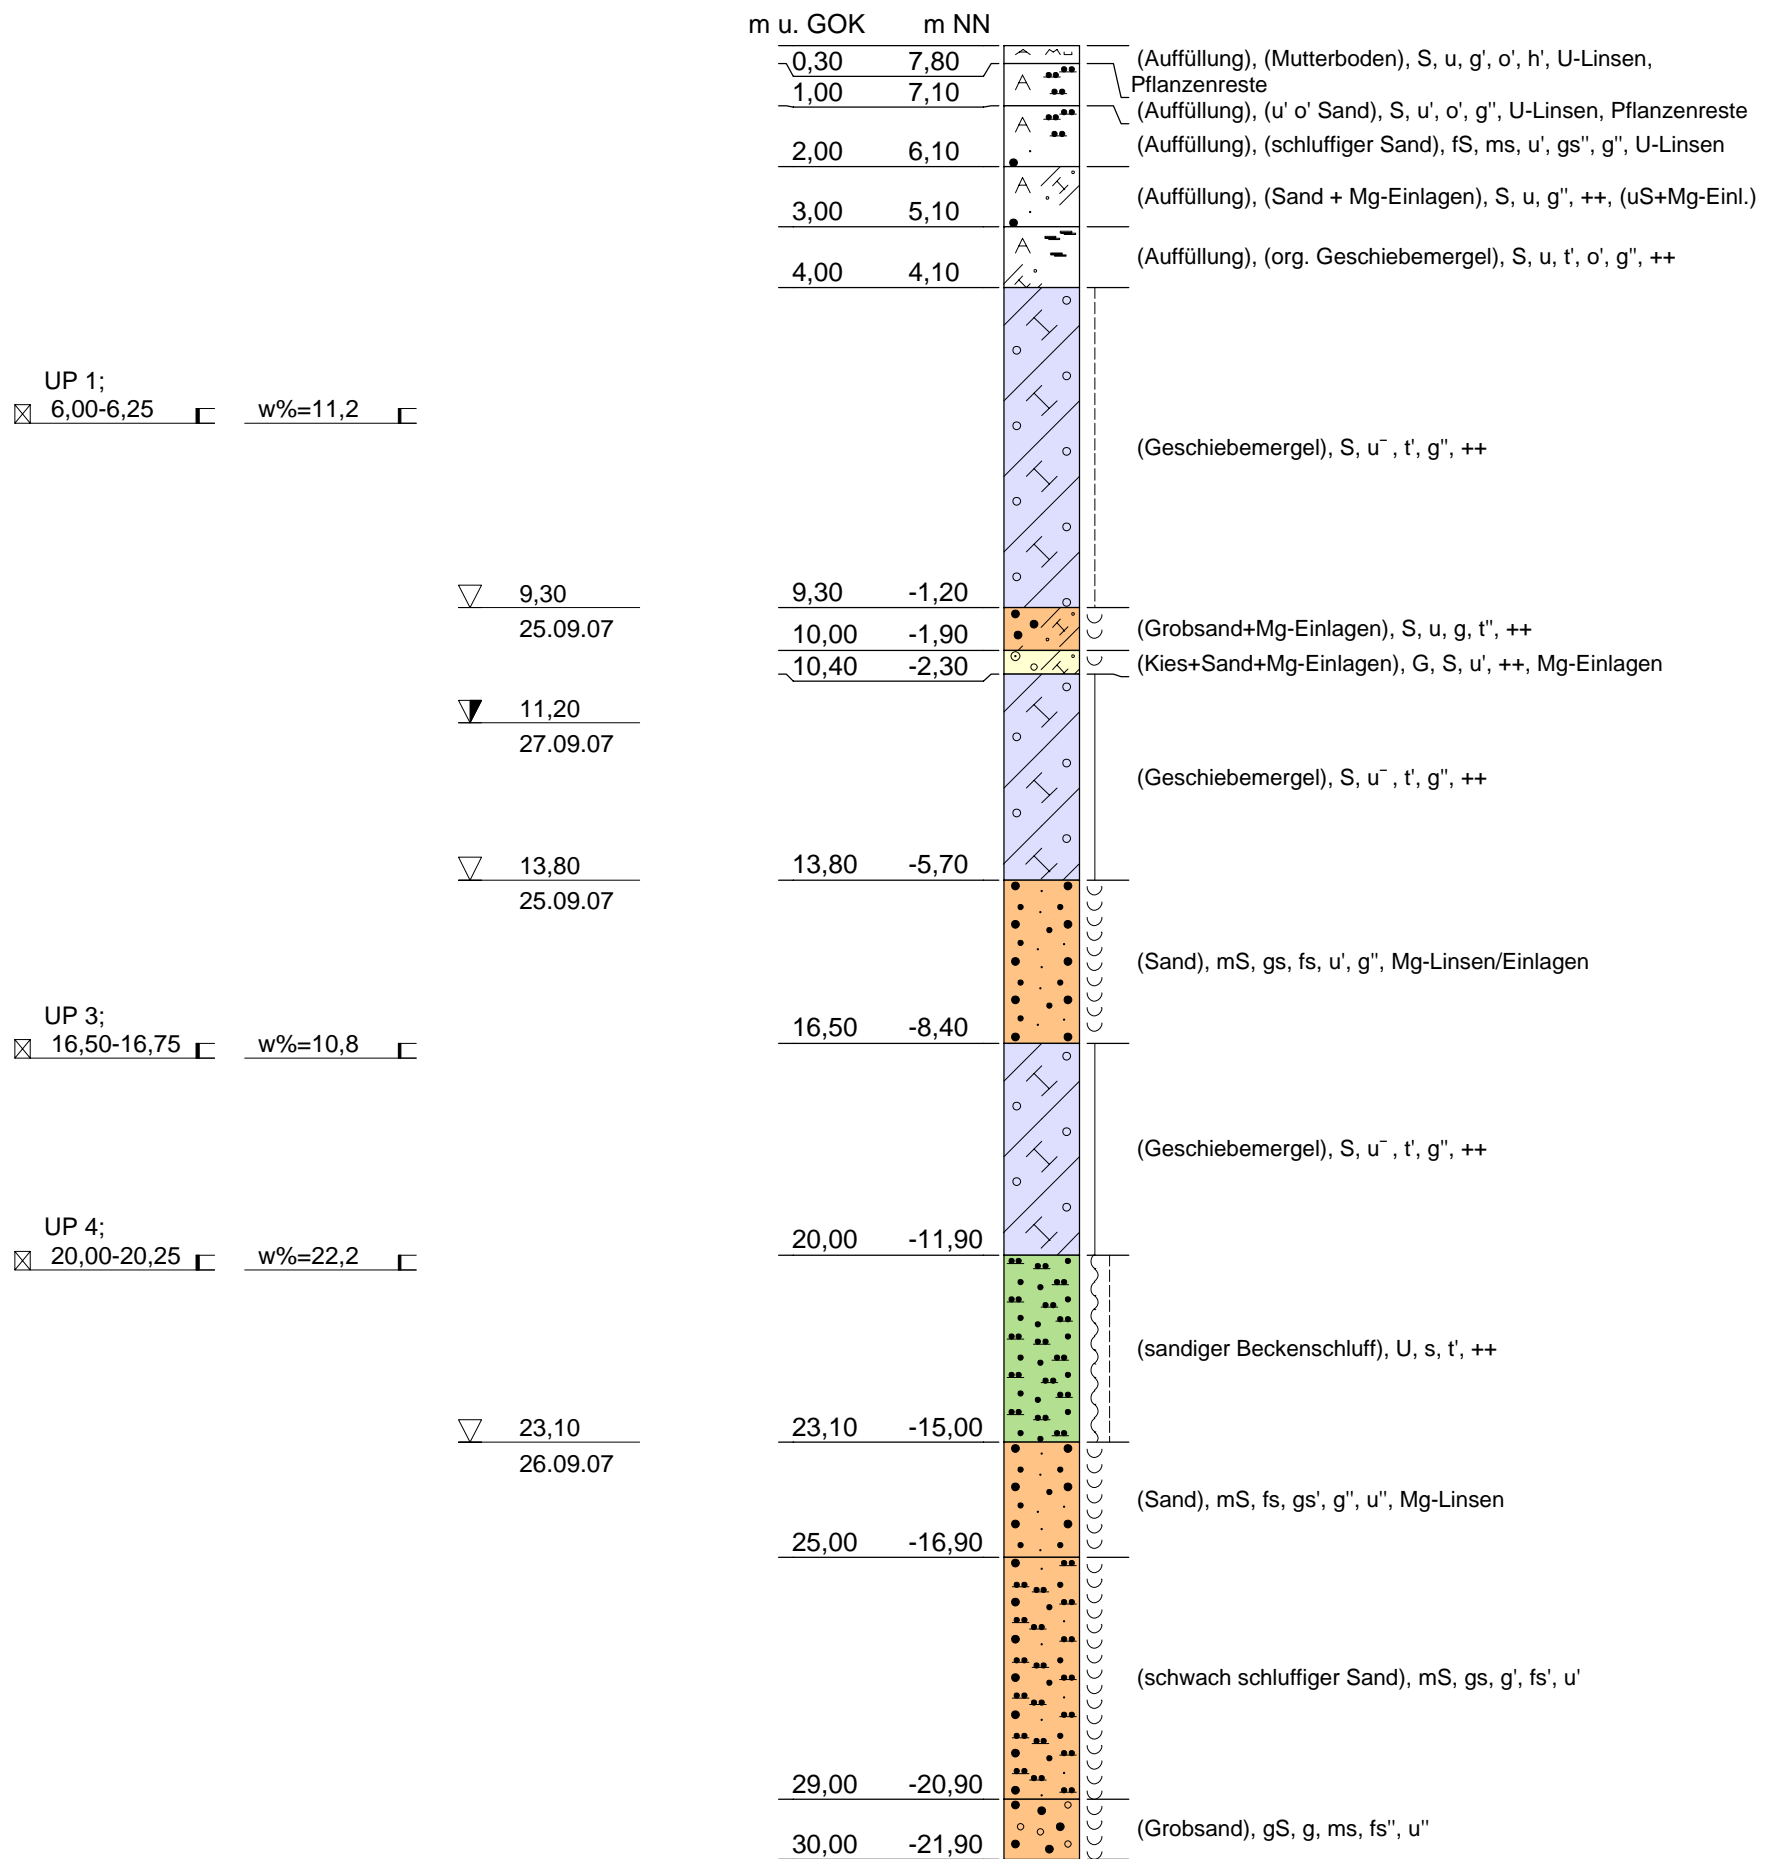 m u. GOK m NN
0,30 7,80 (Auffüllung), (Mutterboden), S, u, g', o', h', U-Linsen,
Pflanzenreste
1,00 7,10 (Auffüllung), (u' o' Sand), S, u', o', g'', U-Linsen, Pflanzenreste
2,00 6,10 (Auffüllung), (schluffiger Sand), fS, ms, u', gs'', g'', U-Linsen
3,00 5,10 (Auffüllung), (Sand + Mg-Einlagen), S, u, g'', ++, (uS+Mg-Einl.)
4,00 4,10 (Auffüllung), (org. Geschiebemergel), S, u, t', o', g'', ++
UP 1;
6,00-6,25 w%=11,2
(Geschiebemergel), S, u¯, t', g'', ++
9,30 9,30 -1,20
25.09.07
10,00 -1,90 (Grobsand+Mg-Einlagen), S, u, g, t'', ++
10,40 -2,30 (Kies+Sand+Mg-Einlagen), G, S, u', ++, Mg-Einlagen
11,20
27.09.07
(Geschiebemergel), S, u¯, t', g'', ++
13,80 13,80 -5,70
25.09.07
(Sand), mS, gs, fs, u', g'', Mg-Linsen/Einlagen
UP 3;
16,50 -8,40
16,50-16,75 w%=10,8
(Geschiebemergel), S, u¯, t', g'', ++
UP 4;
20,00 -11,90
20,00-20,25 w%=22,2
(sandiger Beckenschluff), U, s, t', ++
23,10 23,10 -15,00
26.09.07
(Sand), mS, fs, gs', g'', u'', Mg-Linsen
25,00 -16,90
(schwach schluffiger Sand), mS, gs, g', fs', u'
29,00 -20,90
(Grobsand), gS, g, ms, fs'', u''
30,00 -21,90